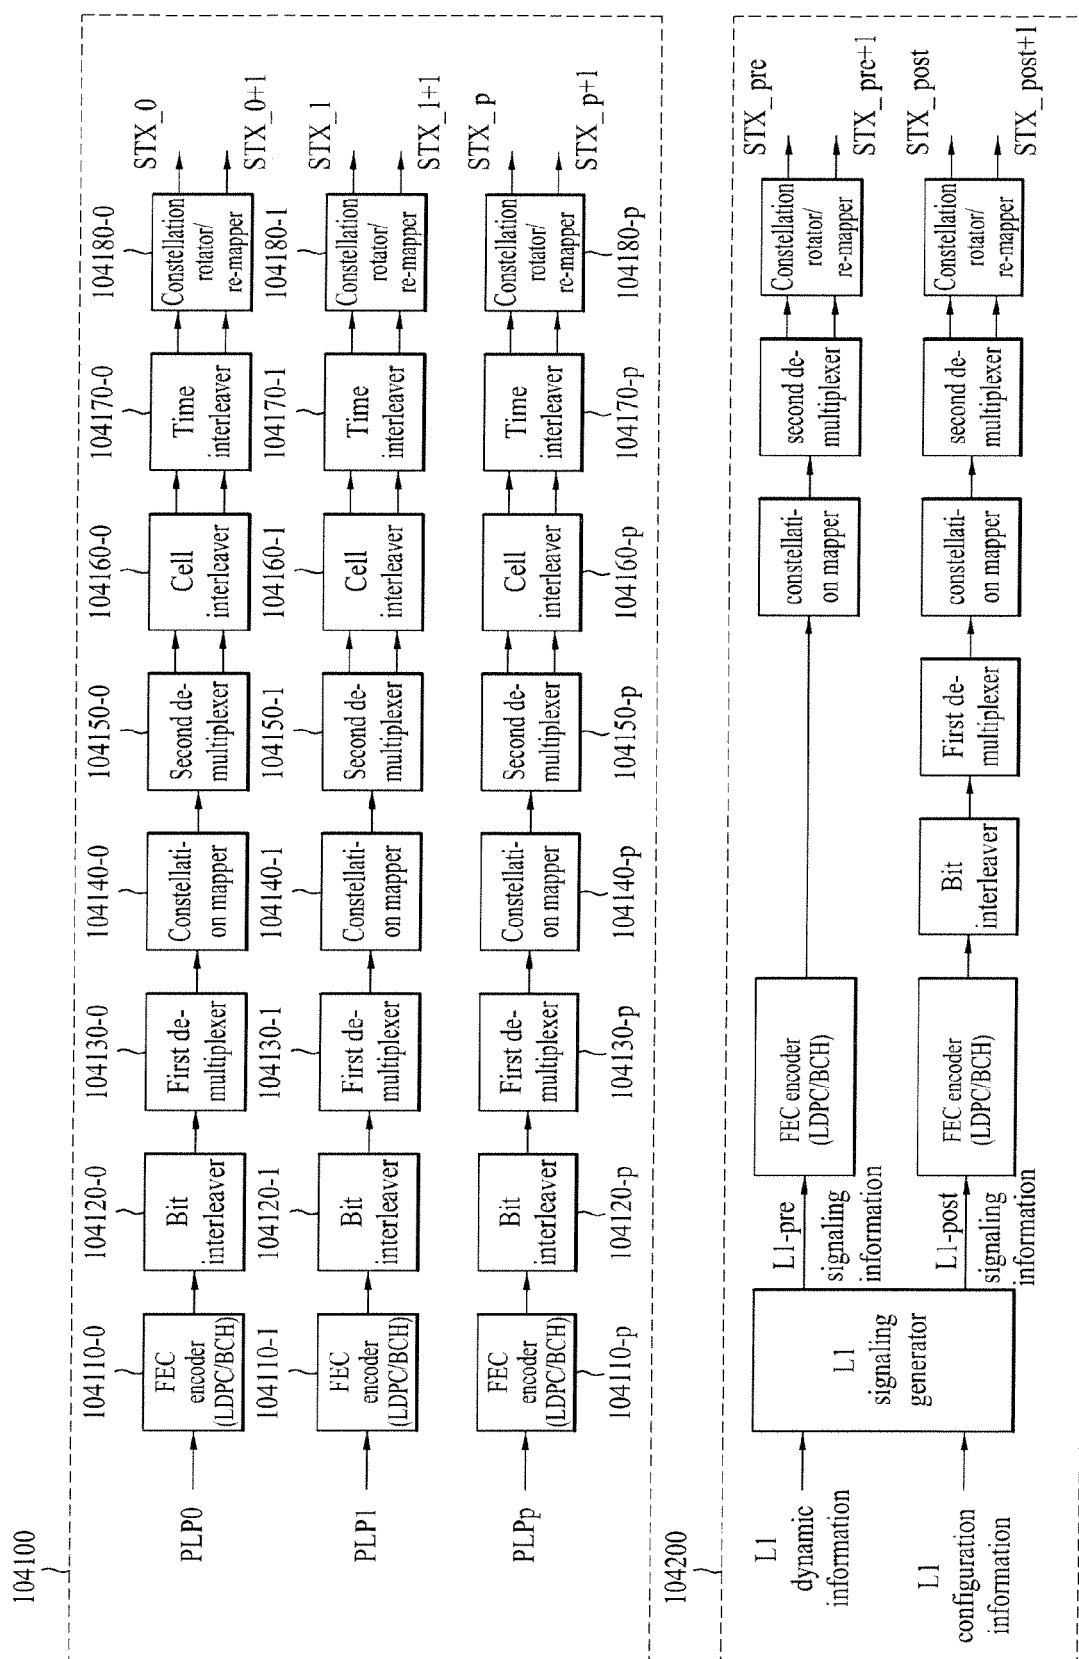 104100
PLP0
104110-0
FEC
encoder
(LDPC/BCH)
104120-0
Bit
interleaver
104130-0
First de-
multiplexer
104140-0
Constellati-
on mapper
104150-0
Second de-
multiplexer
104160-0
Cell
interleaver
104170-0
Time
interleaver
104180-0
Constellation
rotator/
re-mapper
STX_0
STX_0+1
PLP1
104110-1
FEC
encoder
(LDPC/BCH)
104120-1
Bit
interleaver
104130-1
First de-
multiplexer
104140-1
Constellati-
on mapper
104150-1
Second de-
multiplexer
104160-1
Cell
interleaver
104170-1
Time
interleaver
104180-1
Constellation
rotator/
re-mapper
STX_1
STX_1+1
PLPp
FEC
encoder
(LDPC/BCH)
104110-p
Bit
interleaver
104120-p
First de-
multiplexer
104130-p
Constellati-
on mapper
104140-p
Second de-
multiplexer
104150-p
Cell
interleaver
104160-p
Time
interleaver
104170-p
Constellation
rotator/
re-mapper
104180-p
STX_p
STX_p+1
104200
L1
dynamic
information
L1
configuration
information
L1
signaling
generator
L1-pre
signaling
information
FEC encoder
(LDPC/BCH)
constellati-
on mapper
second de-
multiplexer
Constellation
rotator/
re-mapper
STX_pre
STX_pre+1
L1-post
signaling
information
FEC encoder
(LDPC/BCH)
Bit
interleaver
First de-
multiplexer
constellati-
on mapper
second de-
multiplexer
Constellation
rotator/
re-mapper
STX_post
STX_post+1